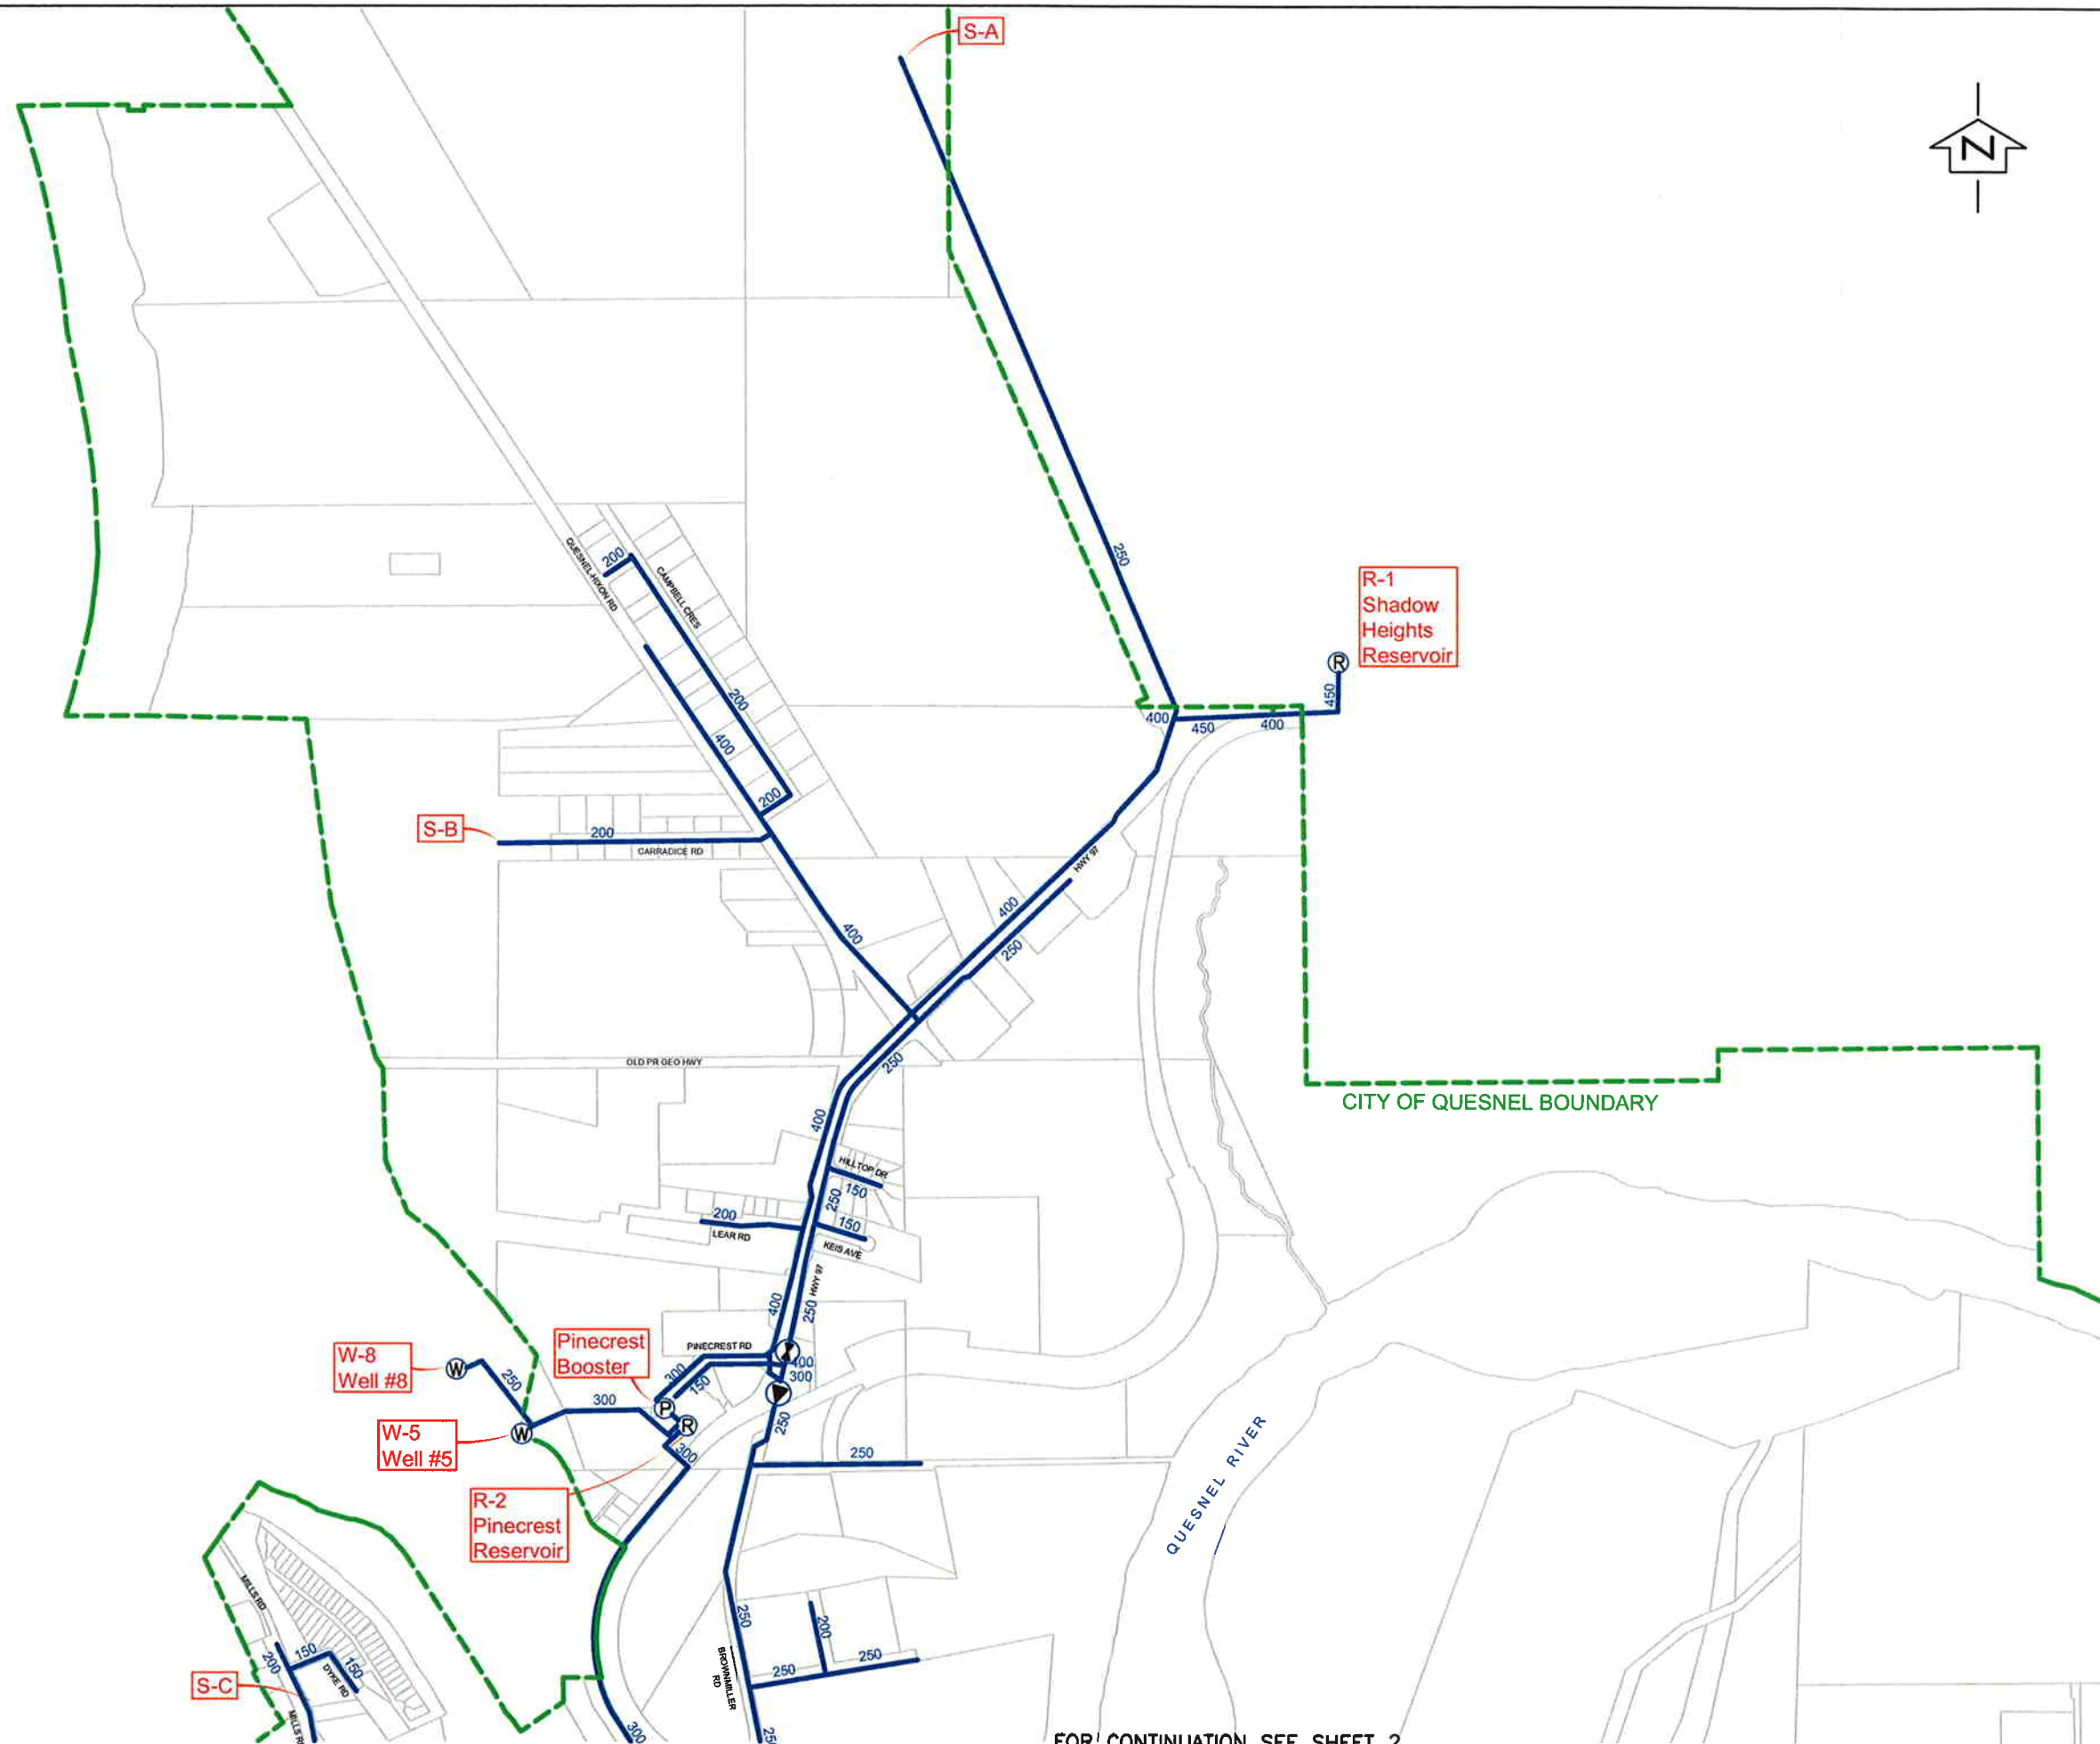 S-A
N
250
R-1
Shadow
Heights
Reservoir
R
450
400
450
400
QUESNEL-HIXON RD
200
CAMPBELL CRES
200
400
200
S-B
200
CARRADICE RD
HWY 97
400
250
400
OLD PR GEO HWY
250
CITY OF QUESNEL BOUNDARY
400
HILLTOP DR
150
250
200
LEAR RD
150
KEIS AVE
HWY 97
400
250
PINECREST RD
Pinecrest
Booster
W-8
Well #8
W
250
300
150
400
300
300
P
R
W-5
Well #5
W
250
300
250
R-2
Pinecrest
Reservoir
QUESNEL RIVER
MILLS RD
200
150
150
DYKE RD
S-C
MILLS R
250
200
250
250
BROWNMILLER
RD
300
FOR CONTINUATION SEE SHEET 2